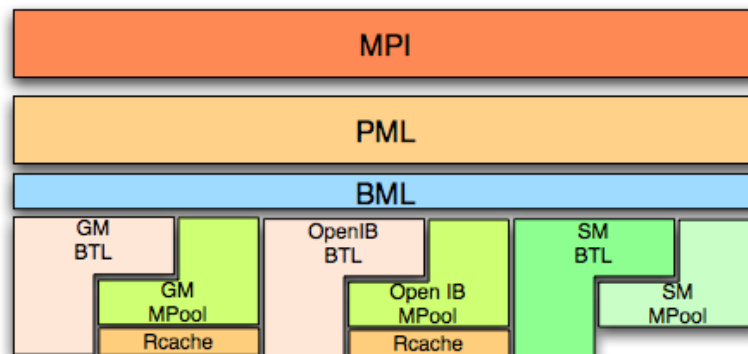 MPI
PML
BML
GM
BTL
GM
MPool
Rcache
OpenIB
BTL
Open IB
MPool
Rcache
SM
BTL
SM
MPool